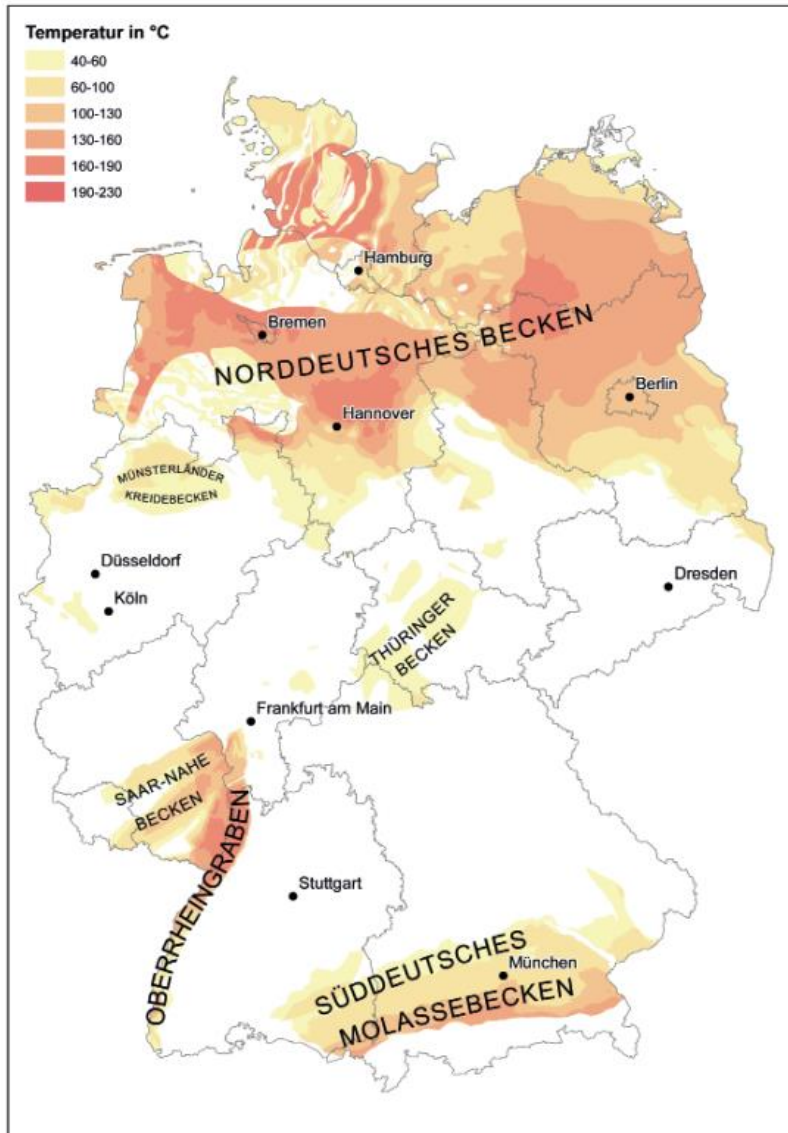 Temperatur in °C
40-60
60-100
100-130
130-160
160-190
190-230
Hamburg
Bremen
NORDDEUTSCHES BECKEN
Berlin
Hannover
MÜNSTERLÄNDER
KREIDEBECKEN
Düsseldorf
Köln
Dresden
THÜRINGER
BECKEN
Frankfurt am Main
SAAR-NAHE
BECKEN
OBERRHEINGRABEN
Stuttgart
SÜDDEUTSCHES
MOLASSEBECKEN
München